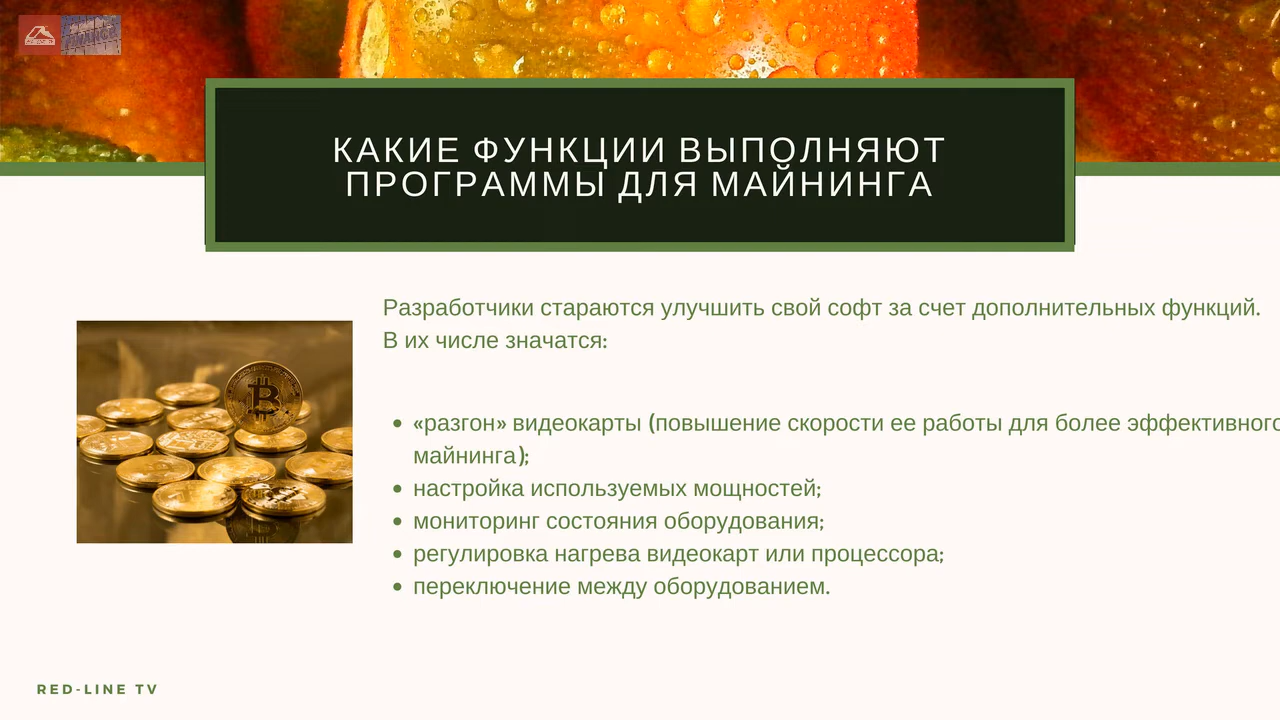 КАКИЕ ФУНКЦИИ ВЫПОЛНЯЮТ
ПРОГРАММЫ ДЛЯ МАЙНИНГА
Разработчики стараются улучшить свой софт за счет дополнительных функций.
В их числе значатся:
• «разгон» видеокарты (повышение скорости ее работы для более эффективного
майнинга);
• настройка используемых мощностей;
• мониторинг состояния оборудования;
• регулировка нагрева видеокарт или процессора;
• переключение между оборудованием.
RED-LINE TV